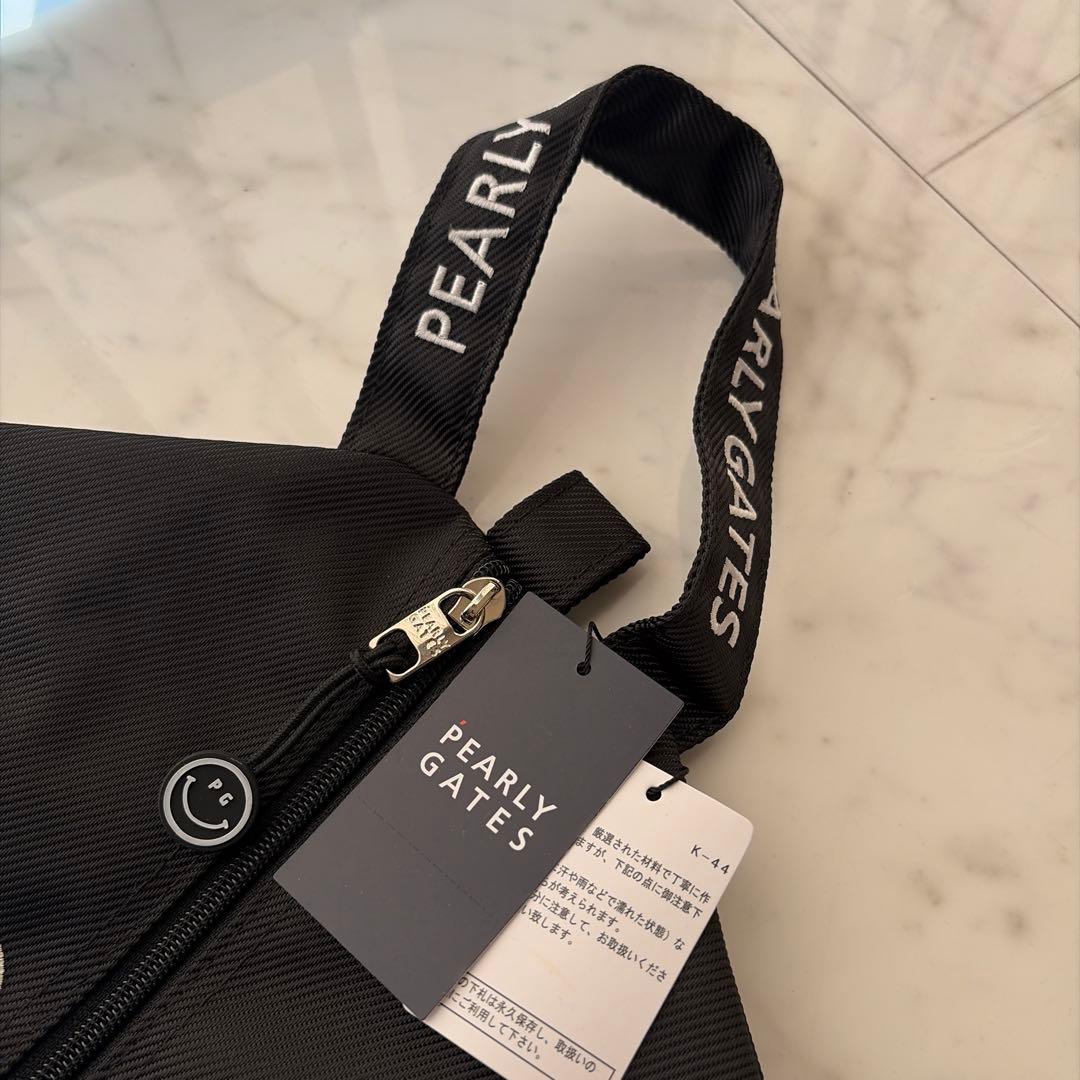 PEARLY
ARLYGATES
PEARLY
GATES
PG
PEARLY
GATES
K-44
厳選された材料で丁寧に作
ますが、下記の点に御注意下
汗や雨などで濡れた状態)な
が考えられます。
分に注意して、お取扱いくださ
い致します。
の下札は永久保存し、取扱いの
にご利用して下さい。